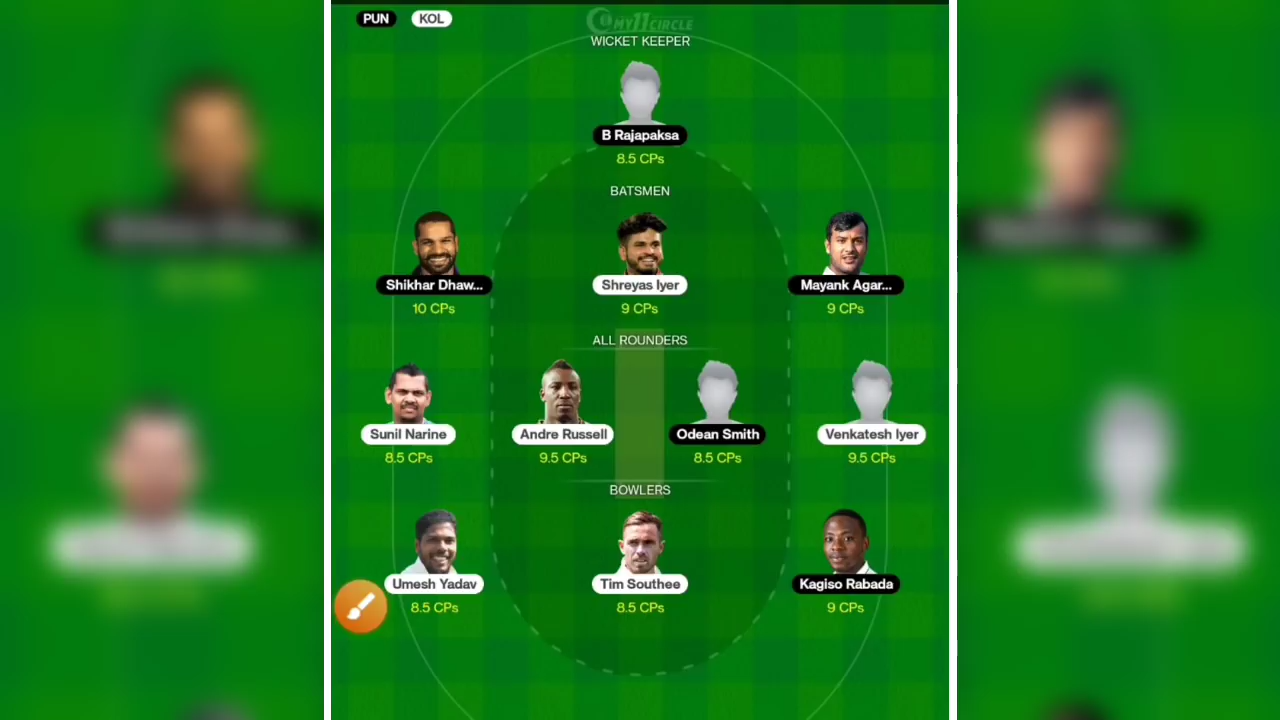 PUN KOL
MY11CIRCLE
WICKET KEEPER
B Rajapaksa
8.5 CPs
BATSMEN
Shikhar Dhaw... Shreyas Iyer Mayank Agar...
10 CPs 9 CPs 9 CPs
ALL ROUNDERS
Sunil Narine Andre Russell Odean Smith Venkatesh Iyer
8.5 CPs 9.5 CPs 8.5 CPs 9.5 CPs
BOWLERS
Umesh Yadav Tim Southee Kagiso Rabada
8.5 CPs 8.5 CPs 9 CPs